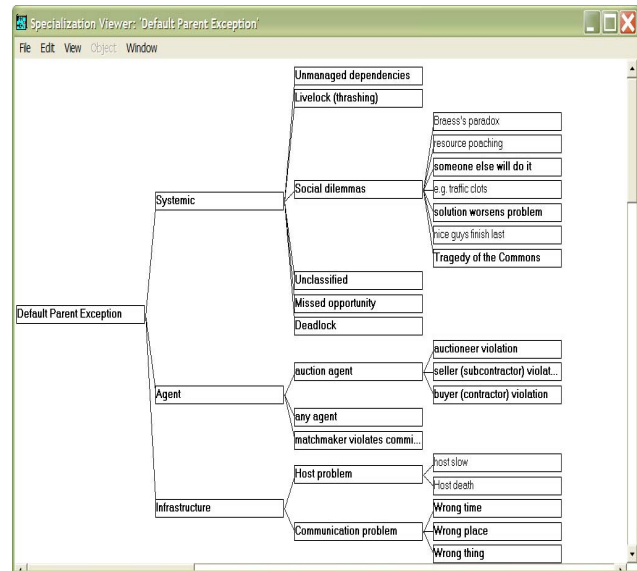 Specialization Viewer: 'Default Parent Exception'
File Edit View Object Window
Unmanaged dependencies
Livelock (thrashing)
Braess's paradox
resource poaching
someone else will do it
Social dilemmas
e.g. traffic clots
Systemic
solution worsens problem
nice guys finish last
Tragedy of the Commons
Unclassified
Missed opportunity
Default Parent Exception
Deadlock
auctioneer violation
auction agent
seller (subcontractor) violat...
Agent
buyer (contractor) violation
any agent
matchmaker violates commi...
host slow
Host problem
Host death
Infrastructure
Wrong time
Communication problem
Wrong place
Wrong thing